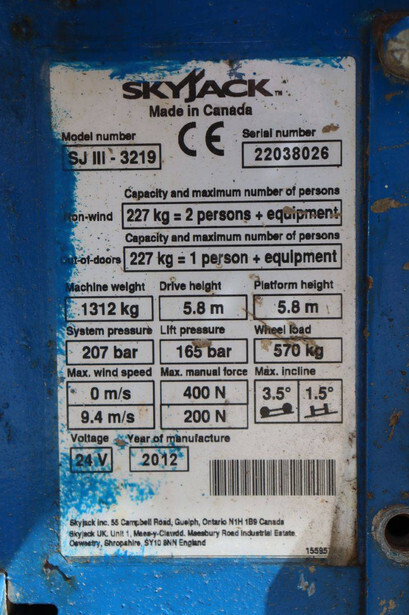 SKYJACK™
Made in Canada
CE
Model number Serial number
SJ III - 3219 22038026
Capacity and maximum number of persons
Non-wind 227 kg = 2 persons + equipment
Capacity and maximum number of persons
Out-of-doors 227 kg = 1 person + equipment
Machine weight Drive height Platform height
1312 kg 5.8 m 5.8 m
System pressure Lift pressure Wheel load
207 bar 165 bar 570 kg
Max. wind speed Max. manual force Max. incline
0 m/s 400 N 3.5° 1.5°
9.4 m/s 200 N
Voltage Year of manufacture
24 V 2012
Skyjack Inc. 55 Campbell Road, Guelph, Ontario N1H 1B9 Canada
Skyjack UK, Unit 1, Maes-y-Clawdd, Maesbury Road Industrial Estate,
Oswestry, Shropshire, SY10 8NN England